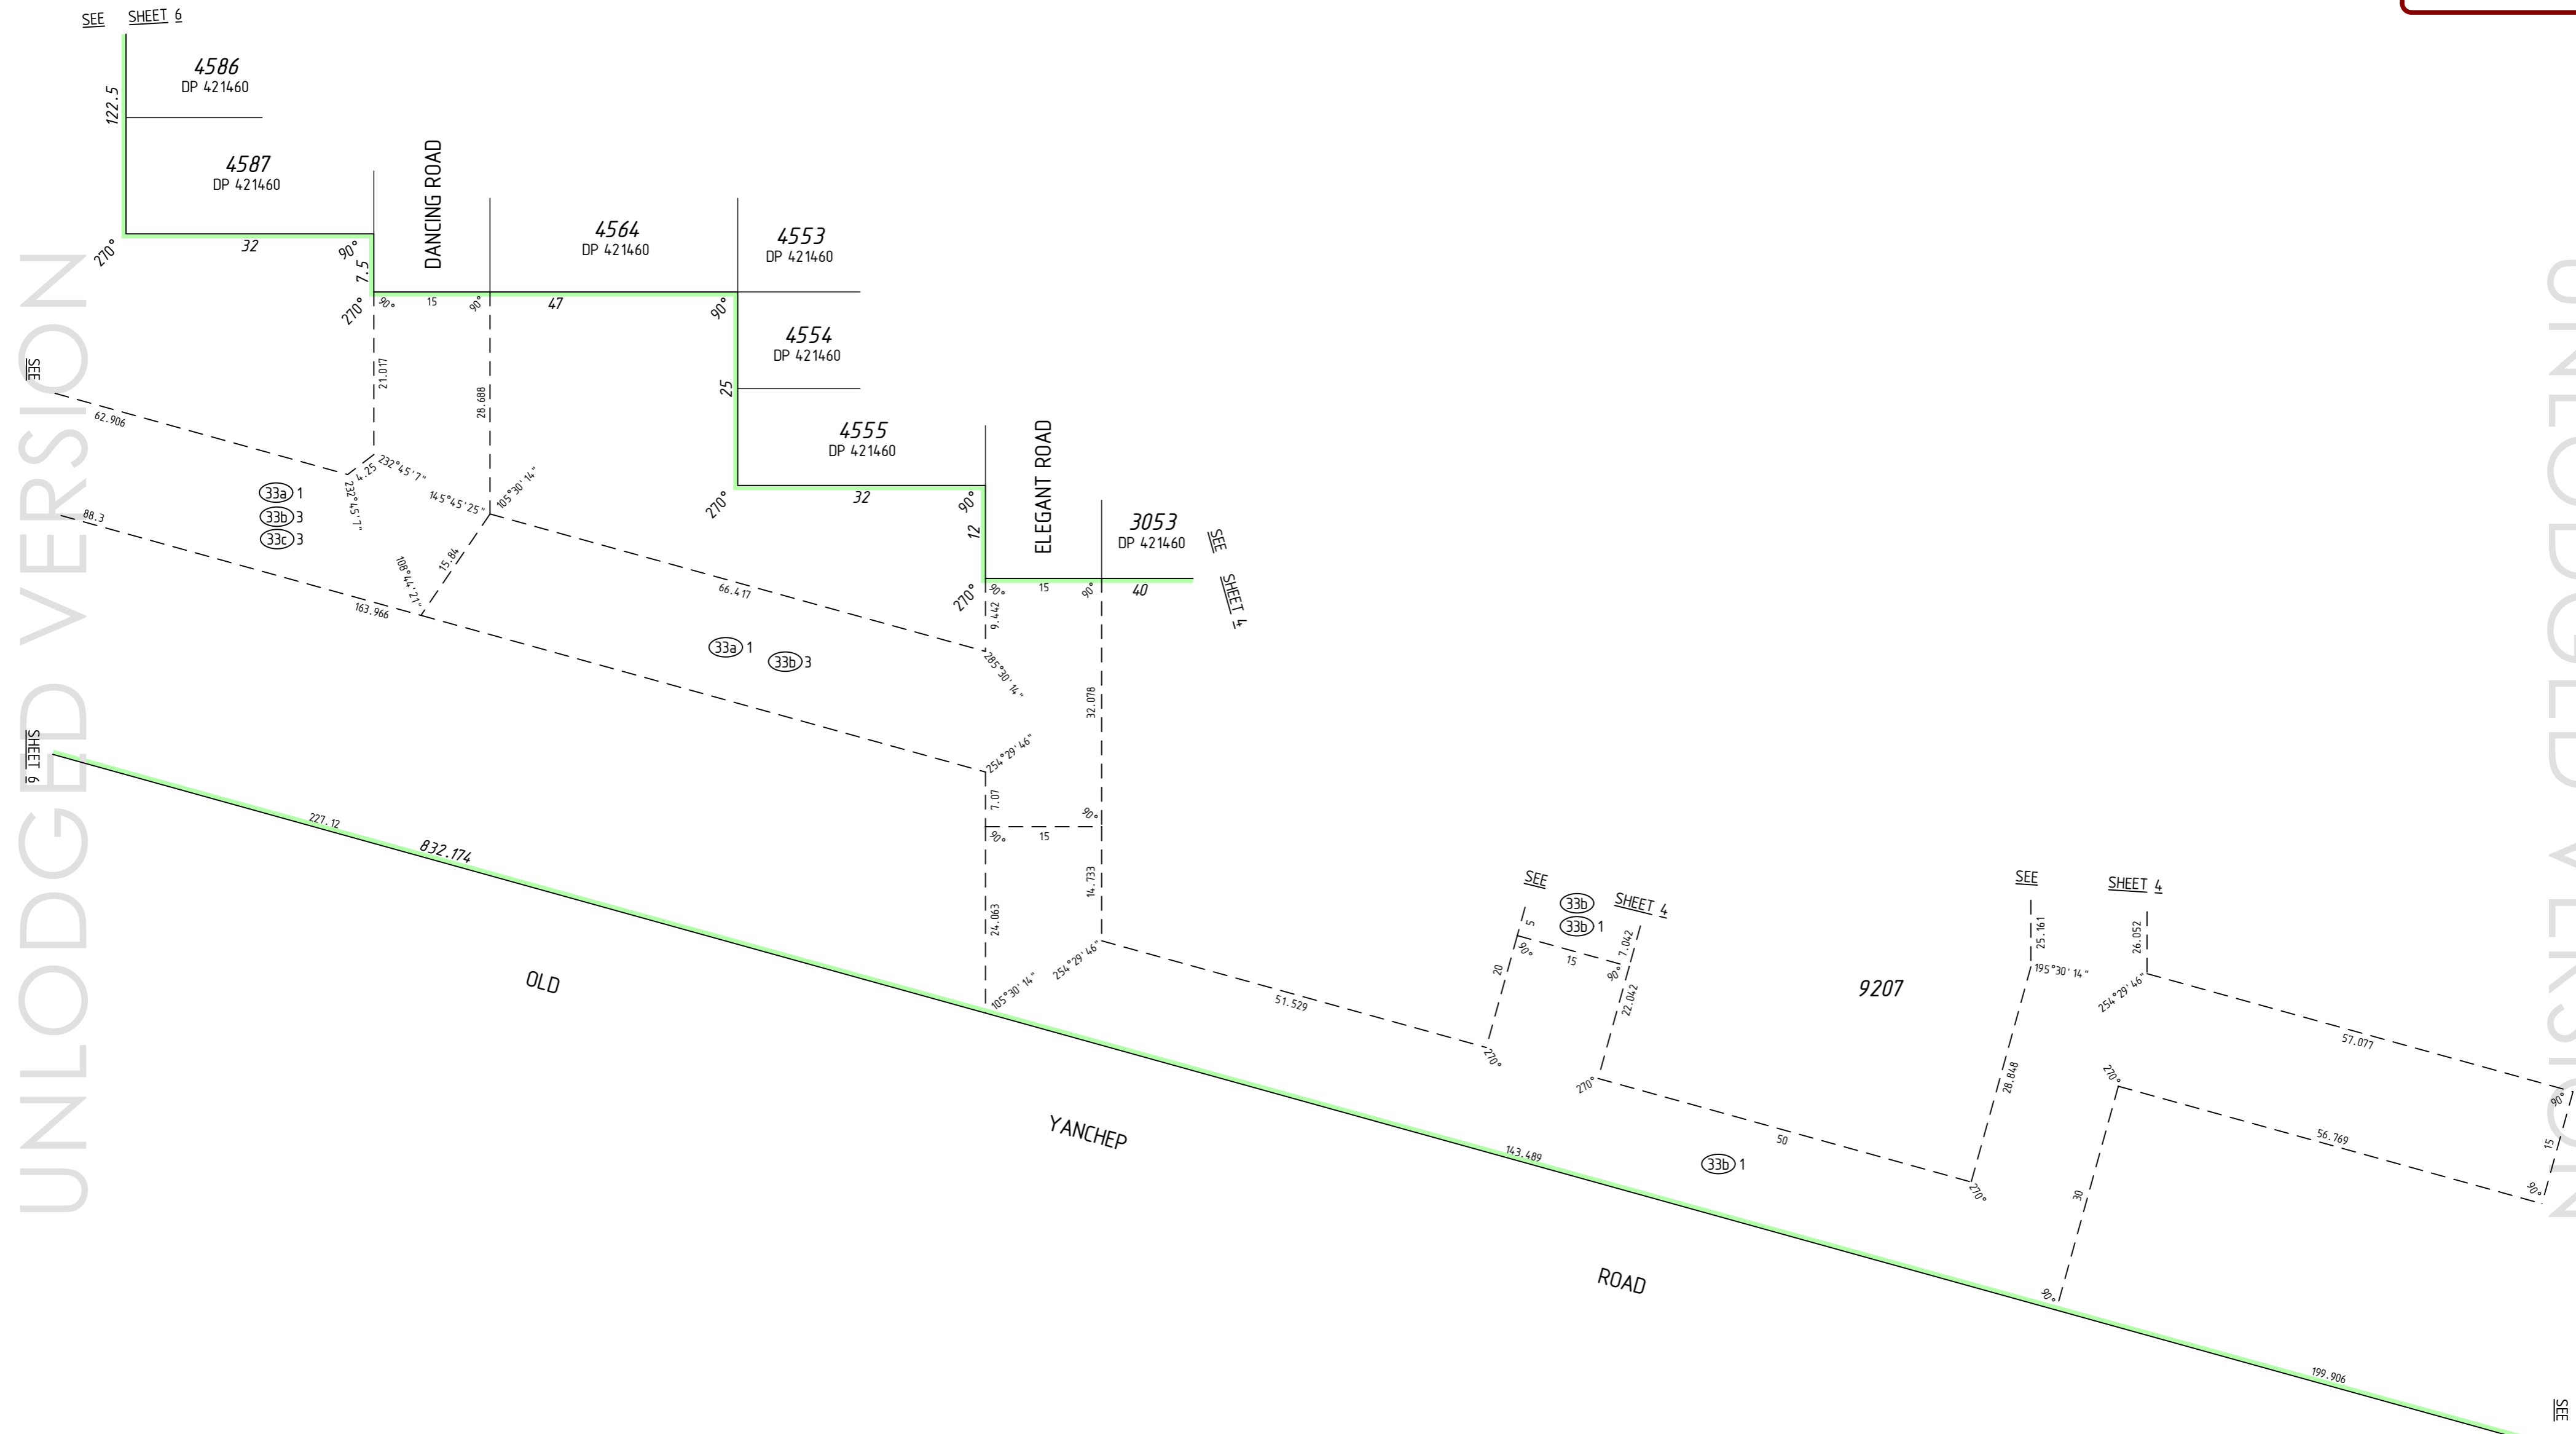 SEE SHEET 6
4586
DP 421460
122.5
4587
DP 421460
270°
32
90°
7.5
DANCING ROAD
4564
DP 421460
4553
DP 421460
270°
90°
15
90°
47
90°
4554
DP 421460
25
21.017
28.688
SEE
62.906
4555
DP 421460
ELEGANT ROAD
4.25
232°45'7"
232°45'7"
145°45'25"
105°30'14"
270°
32
90°
12
3053
DP 421460
SEE SHEET 4
33a 1
33b 3
33c 3
88.3
15.84
108°44'21"
163.966
66.417
270°
90°
15
90°
40
9.442
285°30'14"
33a 1
33b 3
32.078
254°29'46"
SHEET 6
7.07
90°
90°
15
227.12
832.174
14.733
24.063
254°29'46"
105°30'14"
OLD
YANCHEP
ROAD
51.529
SEE SHEET 4
33b
33b 1
5
7.042
90°
15
90°
20
22.042
270°
270°
9207
SEE SHEET 4
25.161
26.052
195°30'14"
254°29'46"
57.077
28.848
270°
50
270°
33b 1
143.489
56.769
90°
15
90°
30
90°
199.906
SEE
UNLODGED VERSION
UNLODGED VERSION